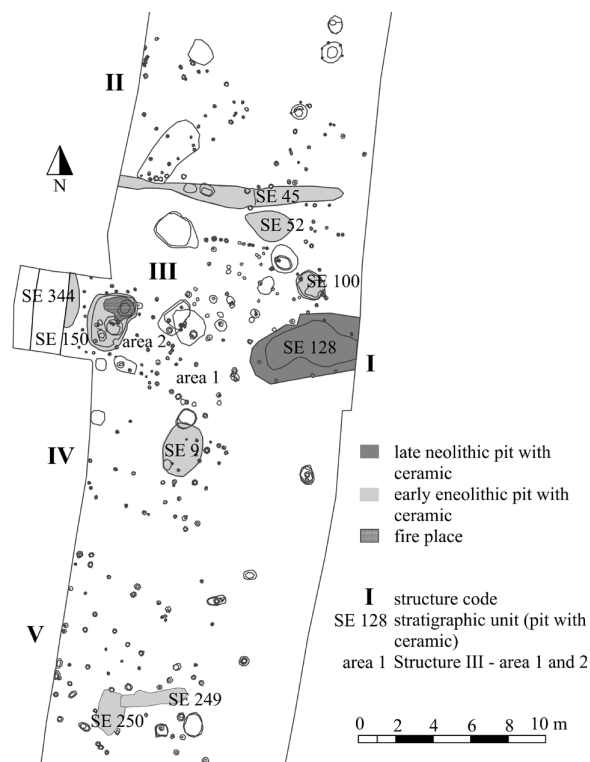 II
N
SE 45
SE 52
III
SE 100
SE 344
SE 150
area 2
SE 128
I
area 1
IV
SE 9
late neolithic pit with
ceramic
early eneolithic pit with
ceramic
fire place
I structure code
SE 128 stratigraphic unit (pit with
ceramic)
area 1 Structure III - area 1 and 2
V
SE 249
SE 250
0 2 4 6 8 10 m